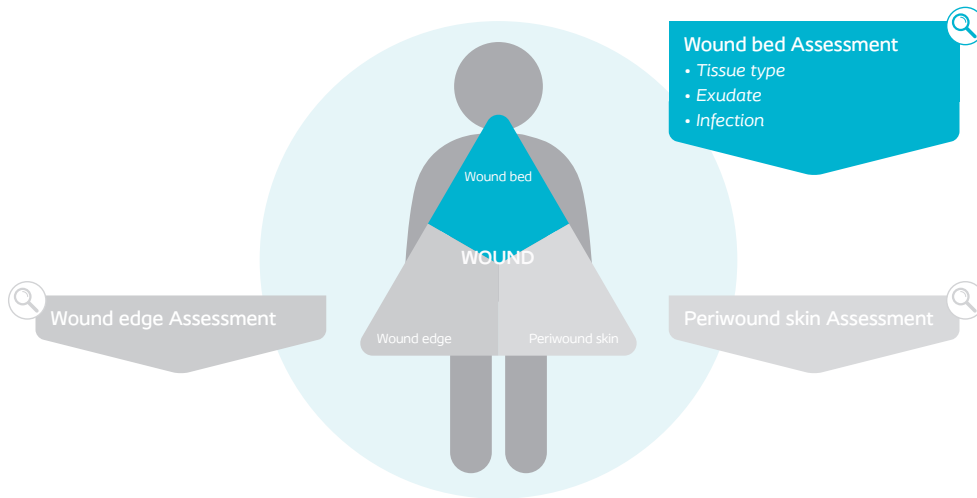 Wound bed Assessment
• Tissue type
• Exudate
• Infection
Wound bed
WOUND
Wound edge Assessment
Periwound skin Assessment
Wound edge
Periwound skin